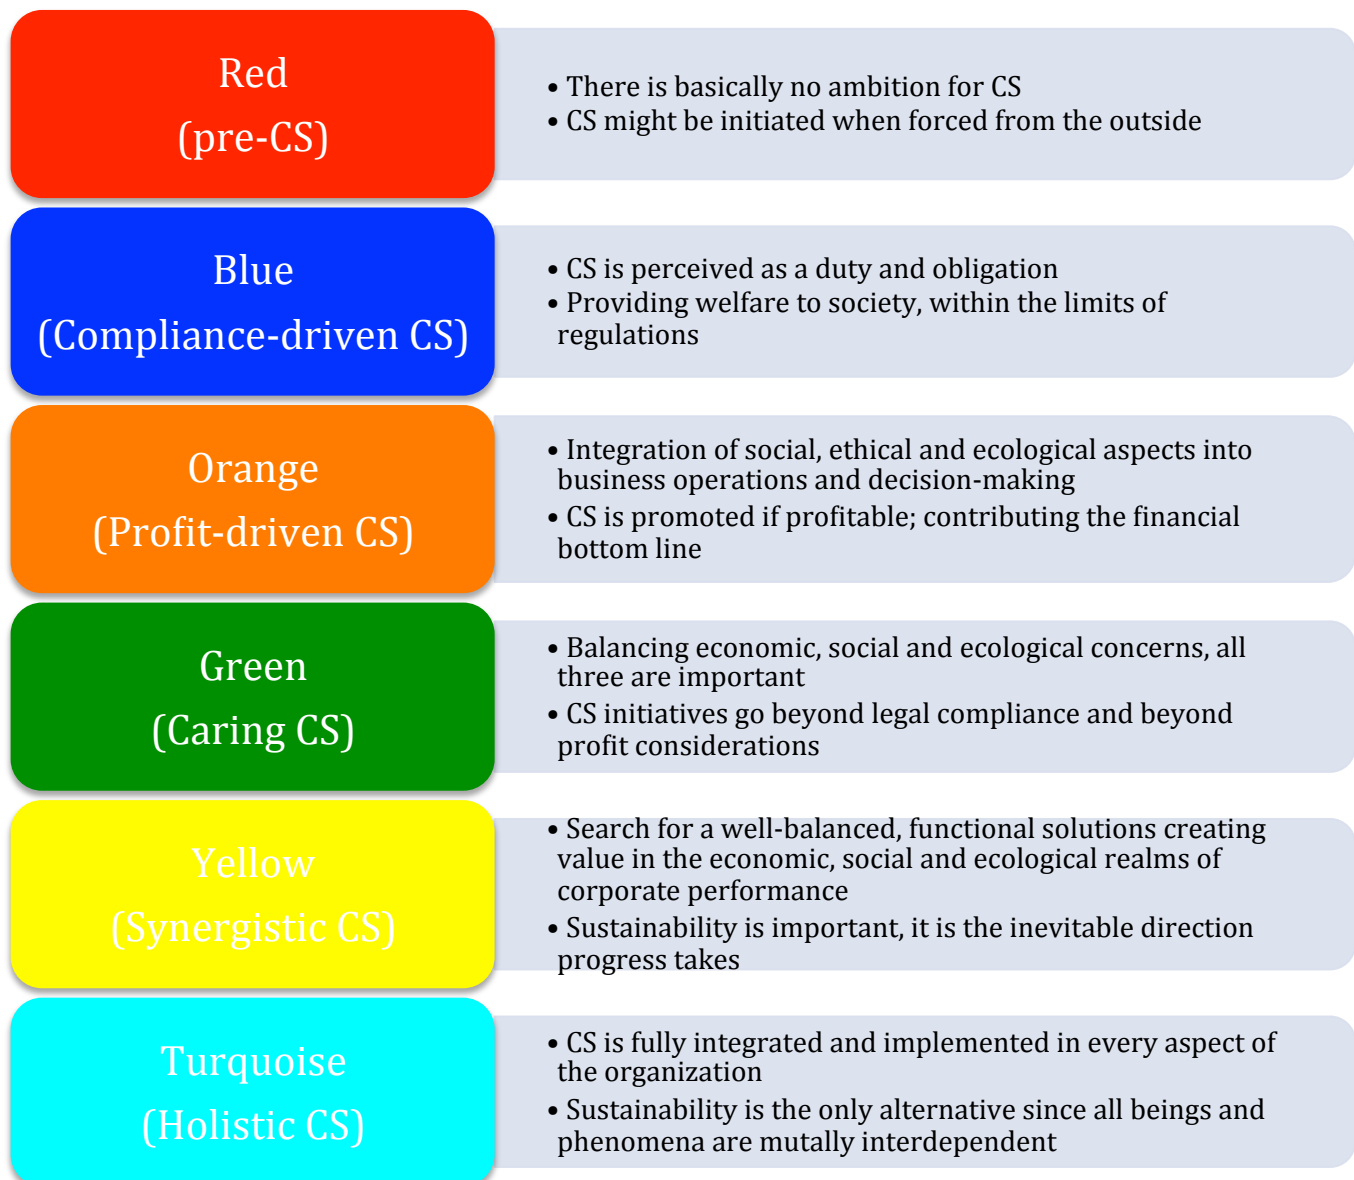 Red
(pre-CS)
• There is basically no ambition for CS
• CS might be initiated when forced from the outside
Blue
(Compliance-driven CS)
• CS is perceived as a duty and obligation
• Providing welfare to society, within the limits of
regulations
Orange
(Profit-driven CS)
• Integration of social, ethical and ecological aspects into
business operations and decision-making
• CS is promoted if profitable; contributing the financial
bottom line
Green
(Caring CS)
• Balancing economic, social and ecological concerns, all
three are important
• CS initiatives go beyond legal compliance and beyond
profit considerations
Yellow
(Synergistic CS)
• Search for a well-balanced, functional solutions creating
value in the economic, social and ecological realms of
corporate performance
• Sustainability is important, it is the inevitable direction
progress takes
Turquoise
(Holistic CS)
• CS is fully integrated and implemented in every aspect of
the organization
• Sustainability is the only alternative since all beings and
phenomena are mutally interdependent